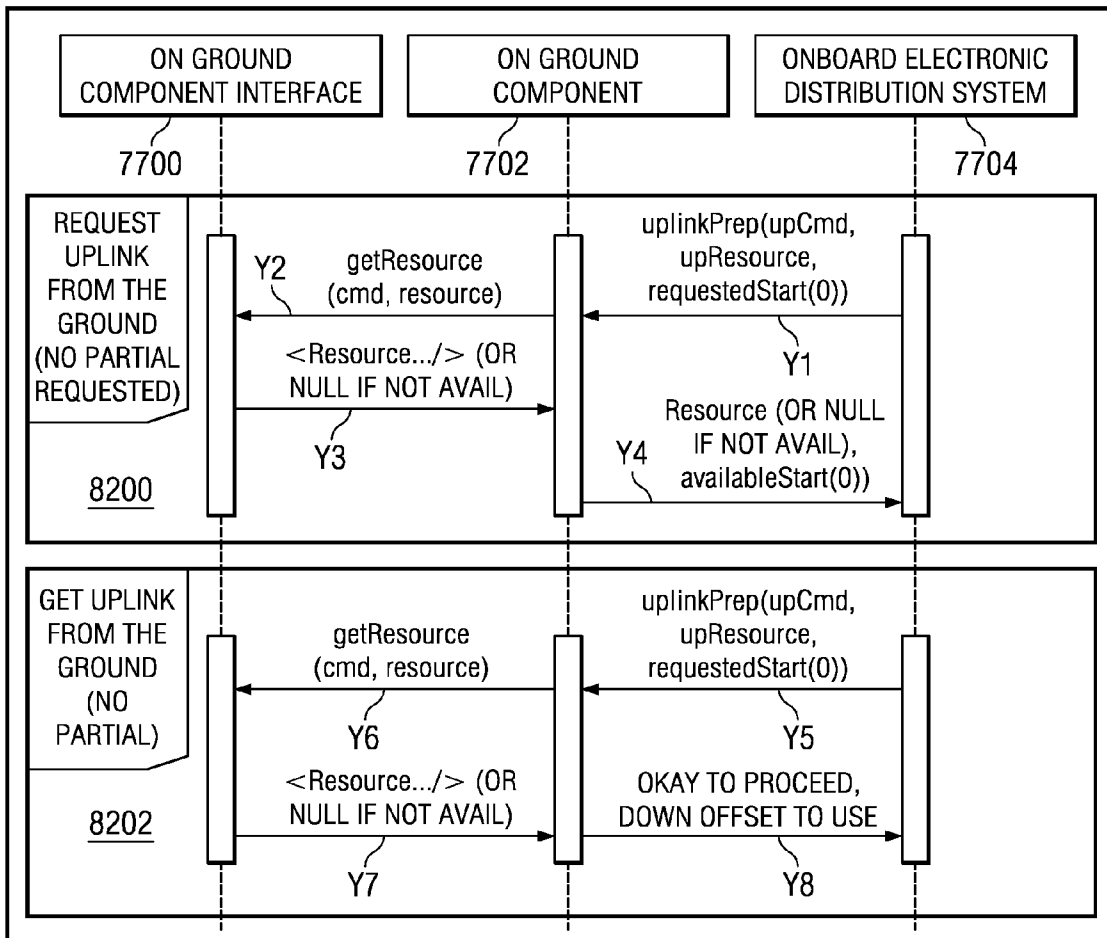 ON GROUND
COMPONENT INTERFACE
ON GROUND
COMPONENT
ONBOARD ELECTRONIC
DISTRIBUTION SYSTEM
7700
7702
7704
REQUEST
UPLINK
FROM THE
GROUND
(NO PARTIAL
REQUESTED)
8200
uplinkPrep(upCmd,
upResource,
requestedStart(0))
Y1
getResource
(cmd, resource)
Y2
<Resource.../> (OR
NULL IF NOT AVAIL)
Y3
Resource (OR NULL
IF NOT AVAIL),
availableStart(0))
Y4
GET UPLINK
FROM THE
GROUND
(NO
PARTIAL)
8202
uplinkPrep(upCmd,
upResource,
requestedStart(0))
Y5
getResource
(cmd, resource)
Y6
<Resource.../> (OR
NULL IF NOT AVAIL)
Y7
OKAY TO PROCEED,
DOWN OFFSET TO USE
Y8